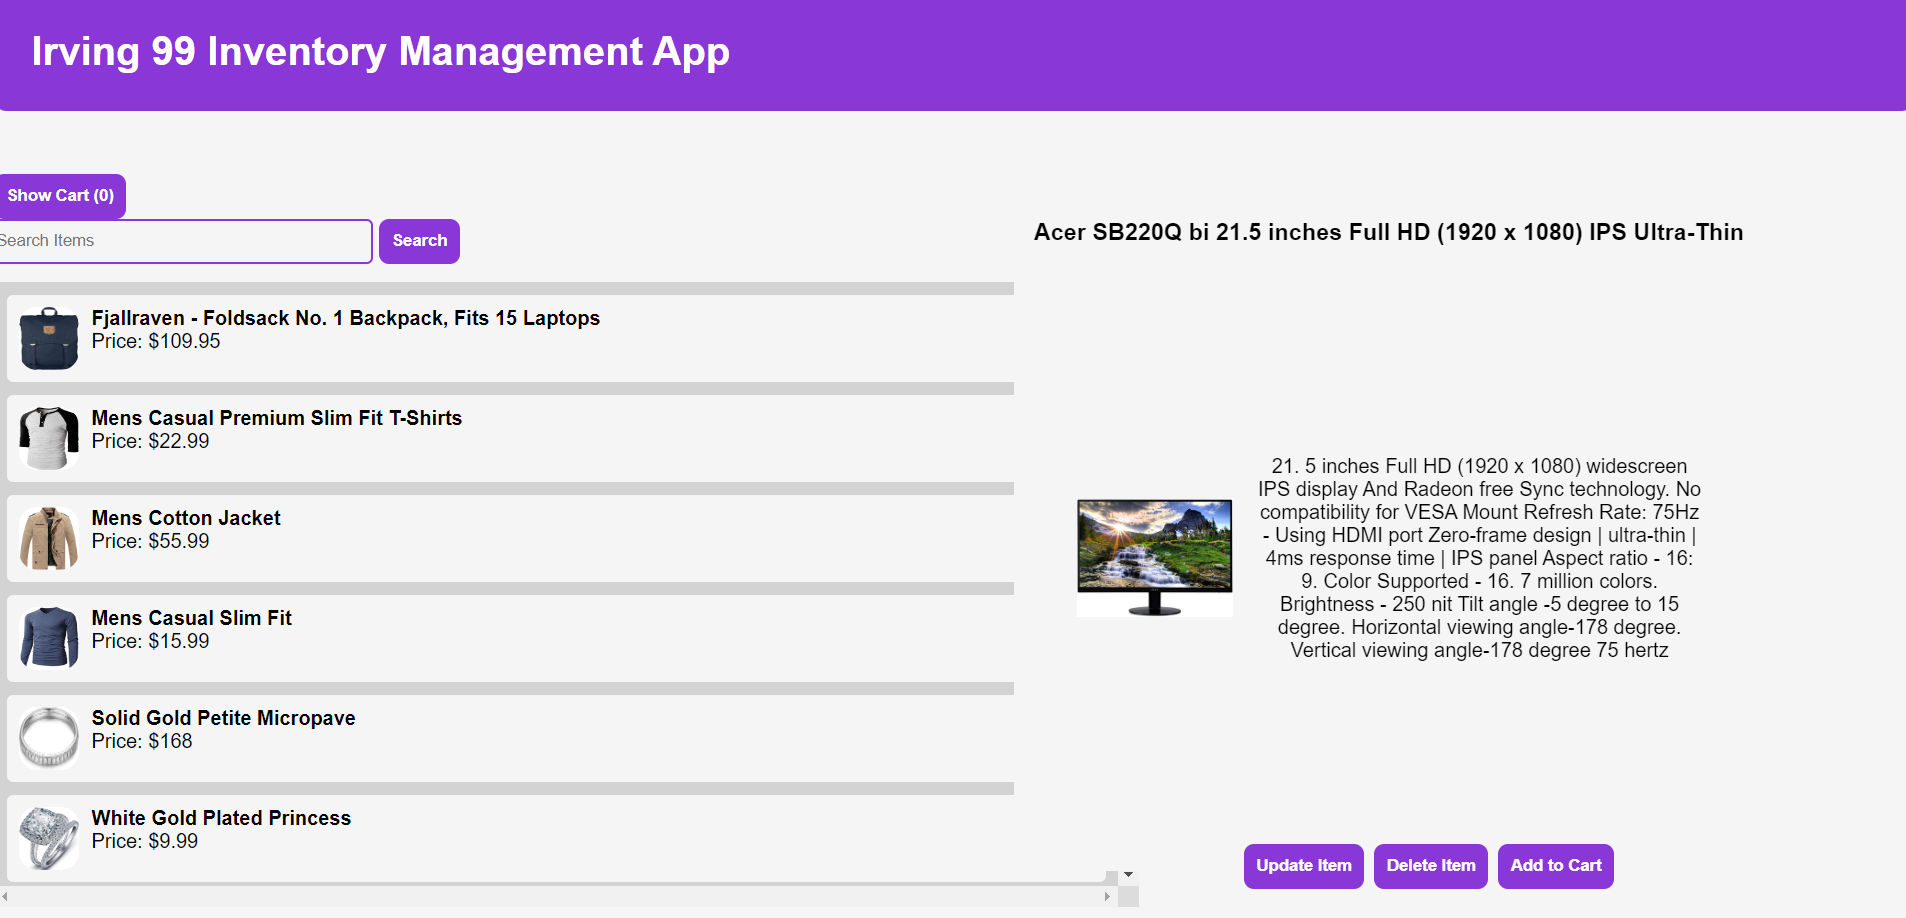 Irving 99 Inventory Management App
Show Cart (0)
Search Items
Search
Fjallraven - Foldsack No. 1 Backpack, Fits 15 Laptops
Price: $109.95
Mens Casual Premium Slim Fit T-Shirts
Price: $22.99
Mens Cotton Jacket
Price: $55.99
Mens Casual Slim Fit
Price: $15.99
Solid Gold Petite Micropave
Price: $168
White Gold Plated Princess
Price: $9.99
Acer SB220Q bi 21.5 inches Full HD (1920 x 1080) IPS Ultra-Thin
21. 5 inches Full HD (1920 x 1080) widescreen
IPS display And Radeon free Sync technology. No
compatibility for VESA Mount Refresh Rate: 75Hz
- Using HDMI port Zero-frame design | ultra-thin |
4ms response time | IPS panel Aspect ratio - 16:
9. Color Supported - 16. 7 million colors.
Brightness - 250 nit Tilt angle -5 degree to 15
degree. Horizontal viewing angle-178 degree.
Vertical viewing angle-178 degree 75 hertz
Update Item
Delete Item
Add to Cart